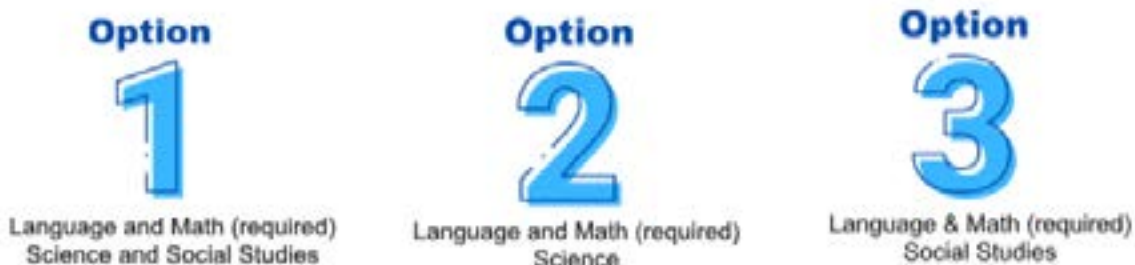 Option
1
Language and Math (required)
Science and Social Studies
Option
2
Language and Math (required)
Science
Option
3
Language & Math (required)
Social Studies